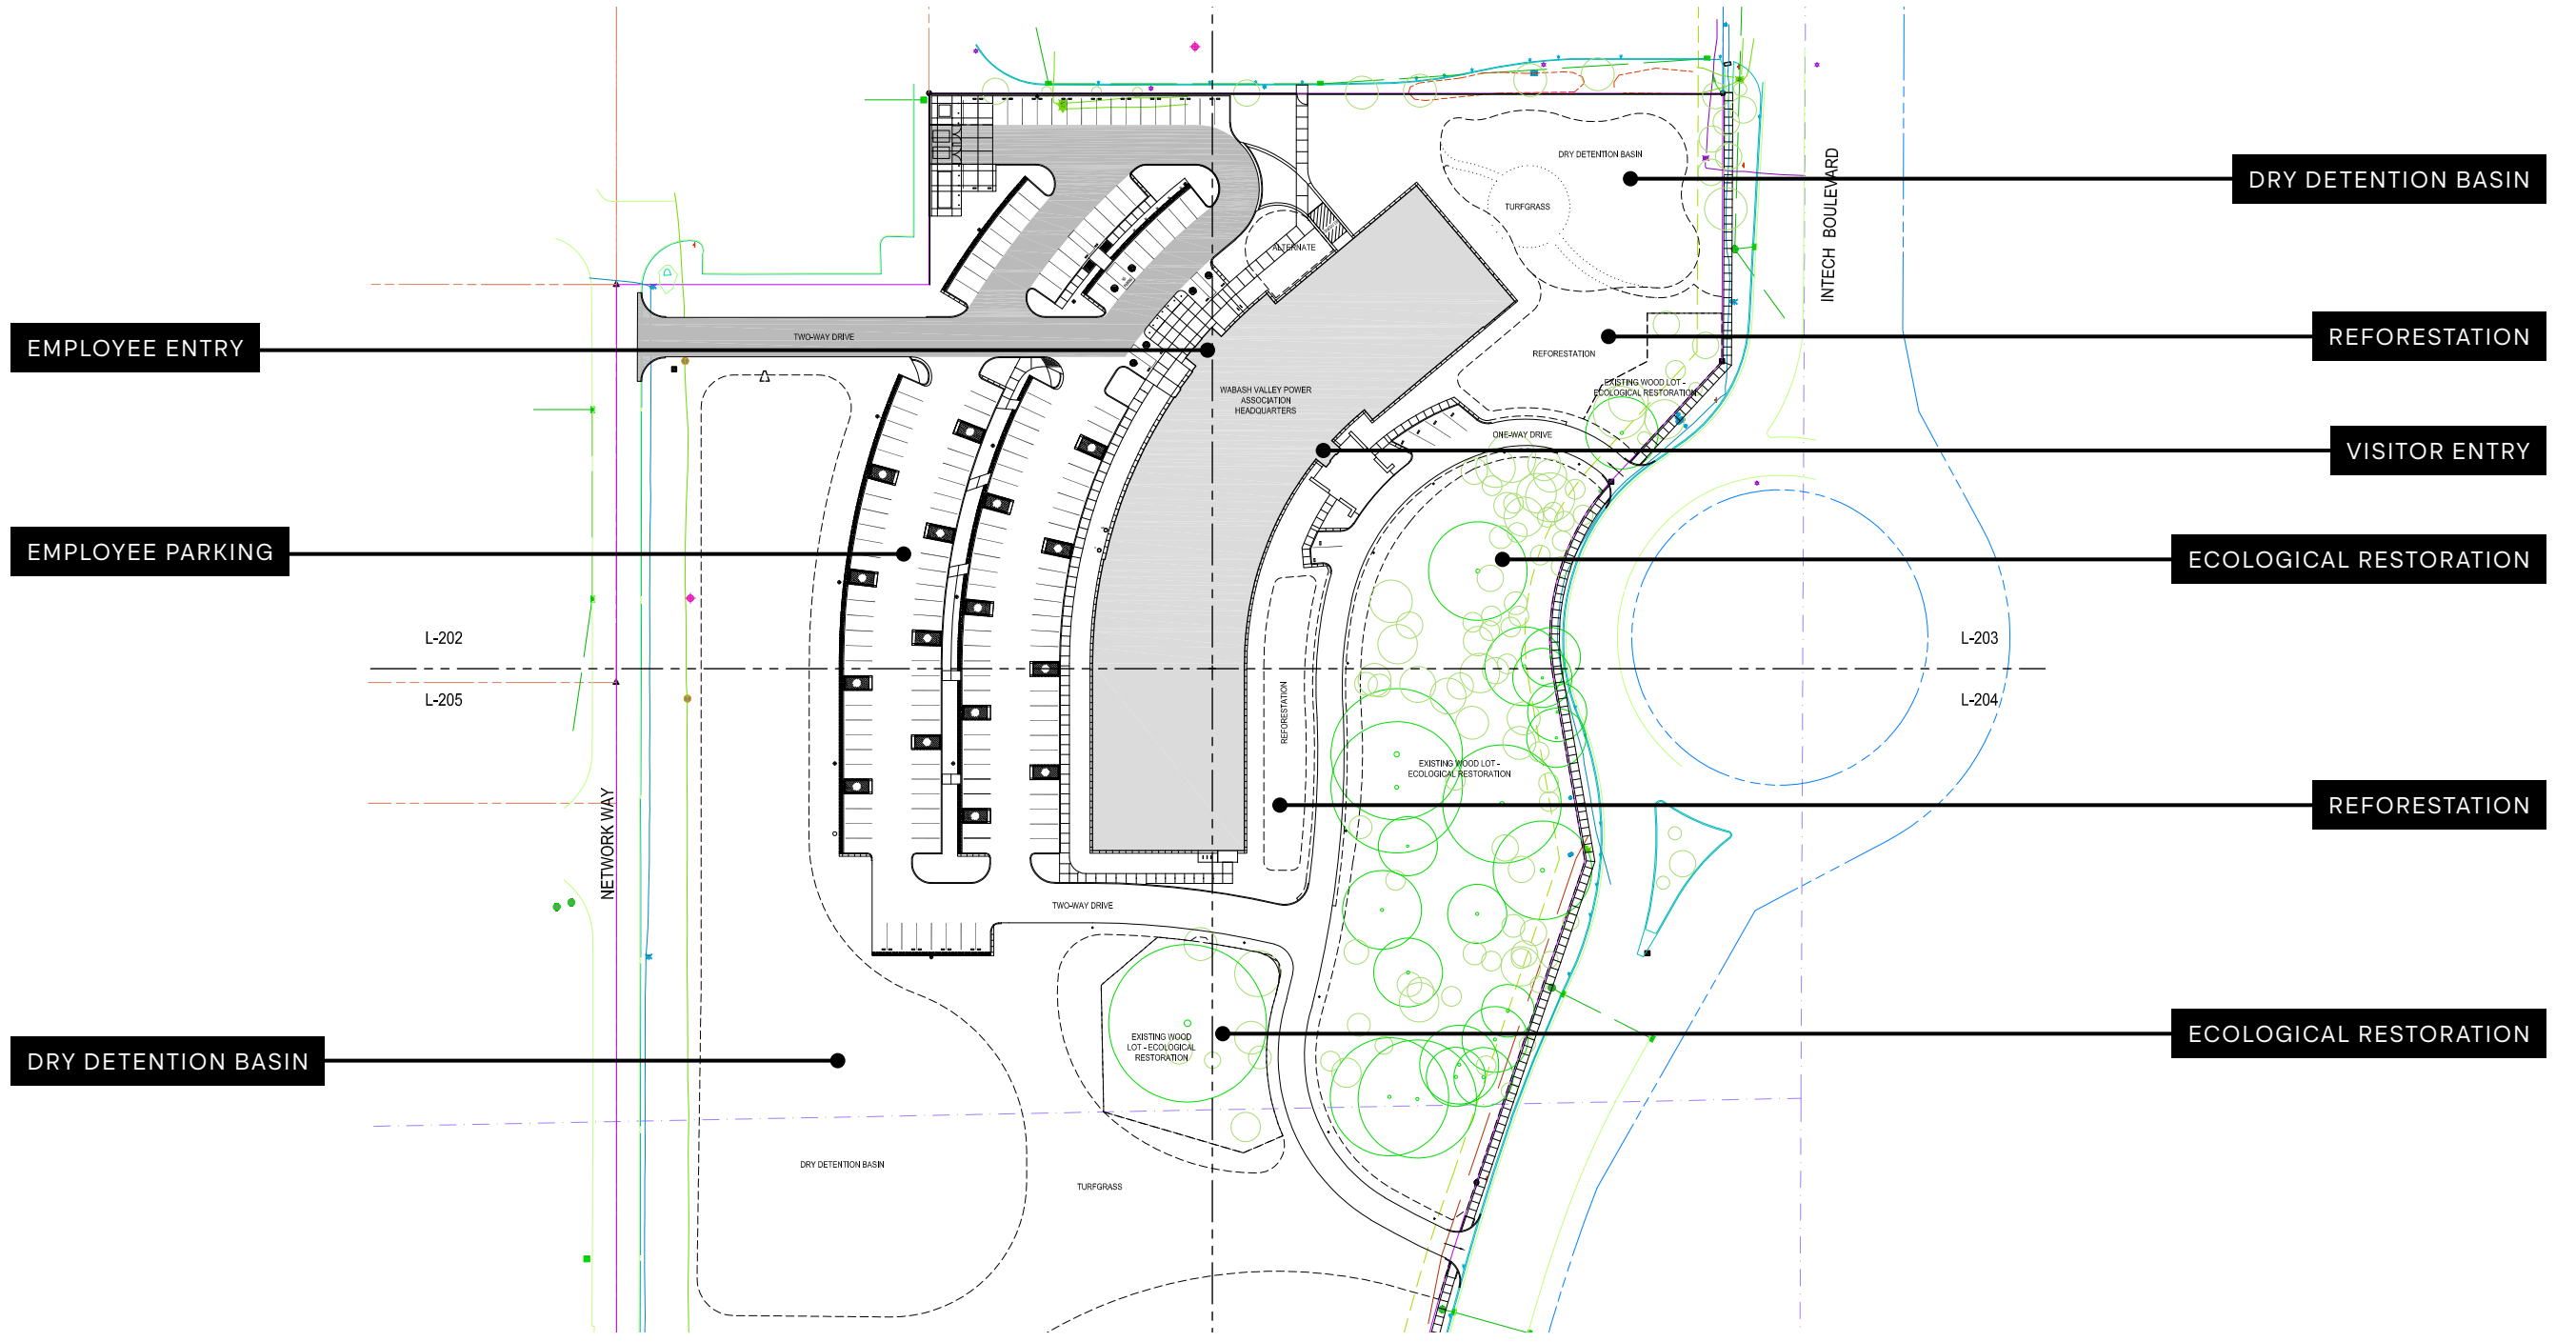 DRY DETENTION BASIN
DRY DETENTION BASIN
TURFGRASS
INTECH BOULEVARD
ALTERNATE
EMPLOYEE ENTRY
TWO-WAY DRIVE
REFORESTATION
REFORESTATION
WABASH VALLEY POWER
ASSOCIATION
HEADQUARTERS
EXISTING WOOD LOT -
ECOLOGICAL RESTORATION
ONE-WAY DRIVE
VISITOR ENTRY
EMPLOYEE PARKING
ECOLOGICAL RESTORATION
L-202
L-203
L-205
L-204
REFORESTATION
EXISTING WOOD LOT -
ECOLOGICAL RESTORATION
REFORESTATION
NETWORK WAY
TWO-WAY DRIVE
EXISTING WOOD
LOT - ECOLOGICAL
RESTORATION
ECOLOGICAL RESTORATION
DRY DETENTION BASIN
DRY DETENTION BASIN
TURFGRASS